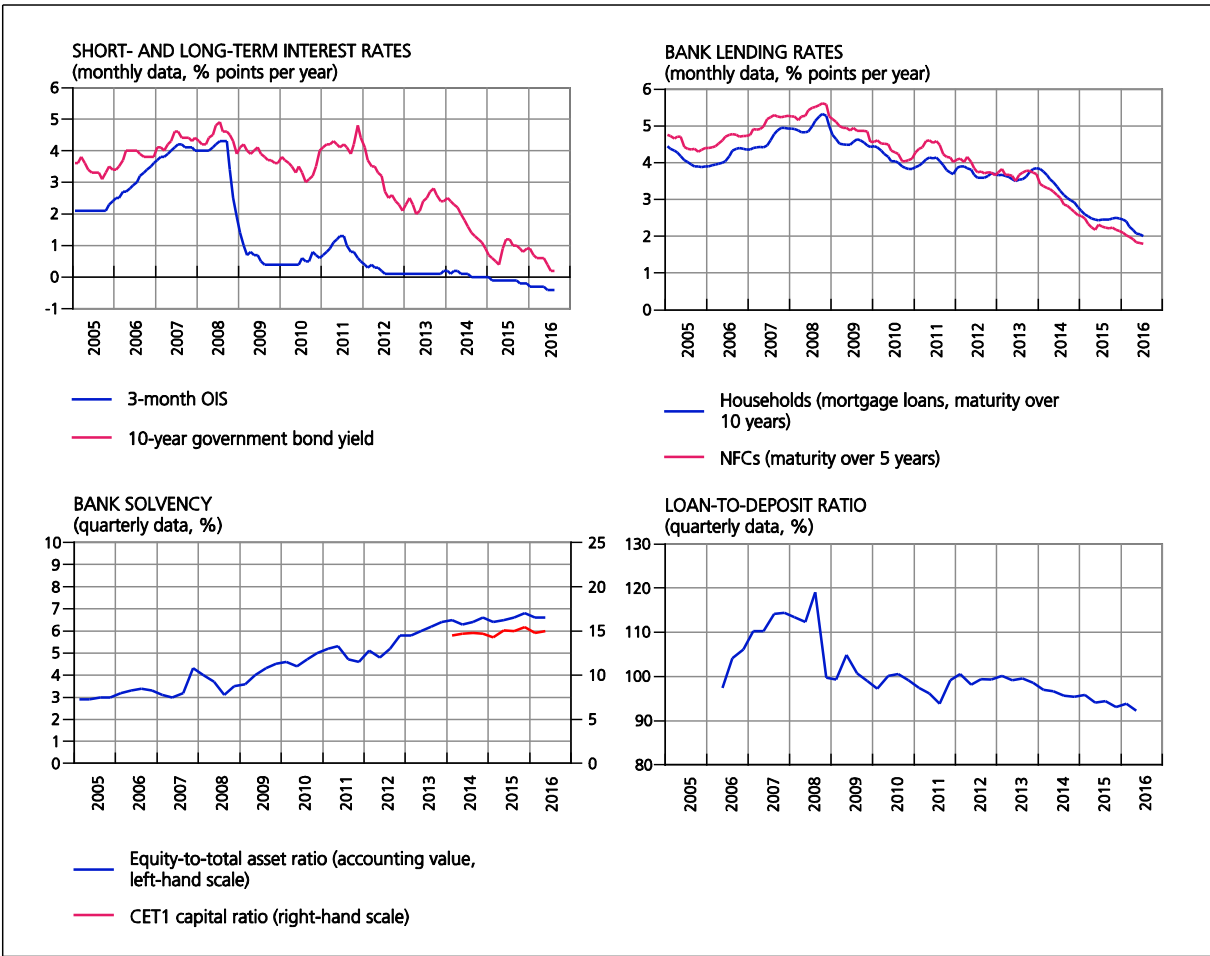 SHORT- AND LONG-TERM INTEREST RATES
(monthly data, % points per year)
6
5
4
3
2
1
0
-1
2005 2006 2007 2008 2009 2010 2011 2012 2013 2014 2015 2016
3-month OIS
10-year government bond yield
BANK LENDING RATES
(monthly data, % points per year)
6
5
4
3
2
1
0
2005 2006 2007 2008 2009 2010 2011 2012 2013 2014 2015 2016
Households (mortgage loans, maturity over
10 years)
NFCs (maturity over 5 years)
BANK SOLVENCY
(quarterly data, %)
10
9
8
7
6
5
4
3
2
1
0
25
20
15
10
5
0
2005 2006 2007 2008 2009 2010 2011 2012 2013 2014 2015 2016
Equity-to-total asset ratio (accounting value,
left-hand scale)
CET1 capital ratio (right-hand scale)
LOAN-TO-DEPOSIT RATIO
(quarterly data, %)
130
120
110
100
90
80
2005 2006 2007 2008 2009 2010 2011 2012 2013 2014 2015 2016